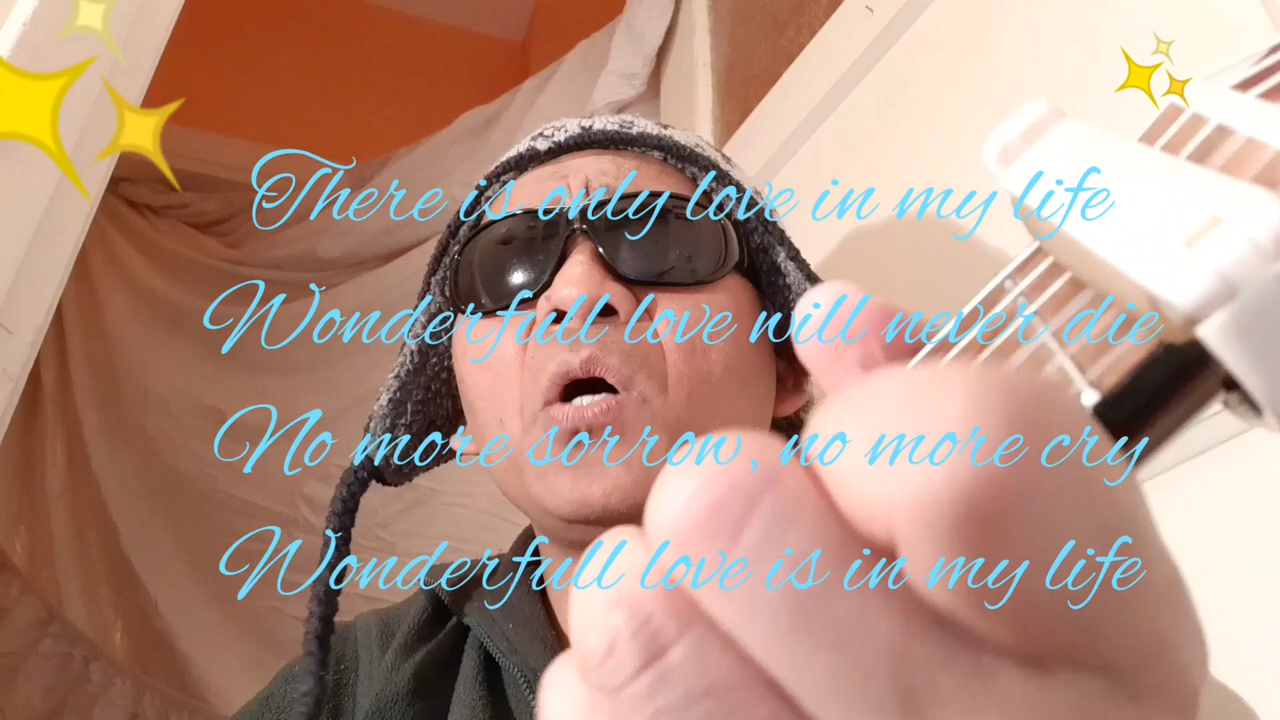 There is only love in my life
Wonderfull love will never die
No more sorrow, no more cry
Wonderfull love is in my life